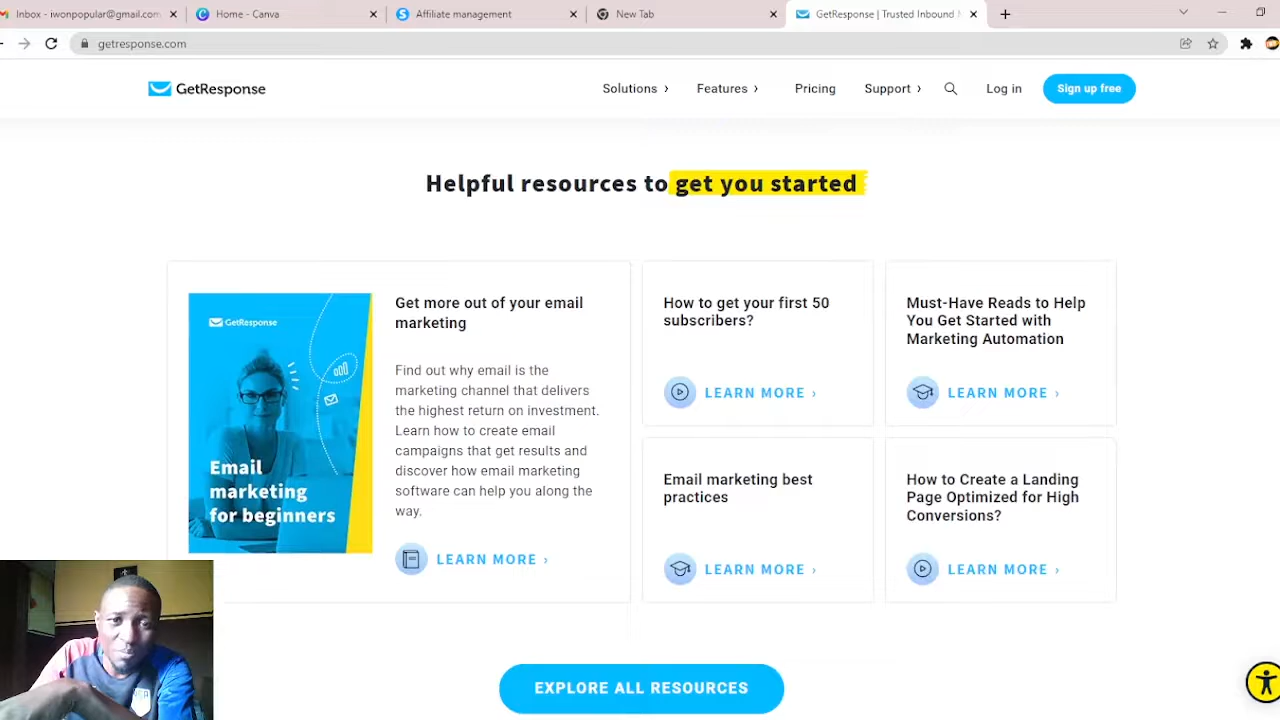 Inbox - iwonpopular@gmail.com
Home - Canva
Affiliate management
New Tab
GetResponse | Trusted Inbound
getresponse.com
GetResponse
Solutions ›
Features ›
Pricing
Support ›
Log in
Sign up free
Helpful resources to get you started
GetResponse
Email
marketing
for beginners
Get more out of your email
marketing
Find out why email is the
marketing channel that delivers
the highest return on investment.
Learn how to create email
campaigns that get results and
discover how email marketing
software can help you along the
way.
LEARN MORE ›
How to get your first 50
subscribers?
LEARN MORE ›
Must-Have Reads to Help
You Get Started with
Marketing Automation
LEARN MORE ›
Email marketing best
practices
LEARN MORE ›
How to Create a Landing
Page Optimized for High
Conversions?
LEARN MORE ›
EXPLORE ALL RESOURCES